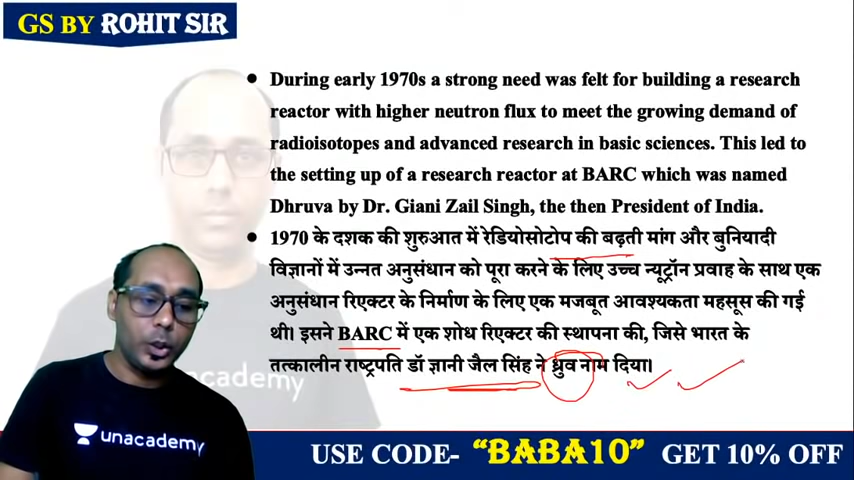 GS BY ROHIT SIR
• During early 1970s a strong need was felt for building a research
reactor with higher neutron flux to meet the growing demand of
radioisotopes and advanced research in basic sciences. This led to
the setting up of a research reactor at BARC which was named
Dhruva by Dr. Giani Zail Singh, the then President of India.
• 1970 के दशक की शुरुआत में रेडियोसोटोप की बढ़ती मांग और बुनियादी
विज्ञानों में उन्नत अनुसंधान को पूरा करने के लिए उच्च न्यूट्रॉन प्रवाह के साथ एक
अनुसंधान रिएक्टर के निर्माण के लिए एक मजबूत आवश्यकता महसूस की गई
थी। इसने BARC में एक शोध रिएक्टर की स्थापना की, जिसे भारत के
तत्कालीन राष्ट्रपति डॉ ज्ञानी जैल सिंह ने ध्रुव नाम दिया।
academy
unacademy
USE CODE- “BABA10” GET 10% OFF